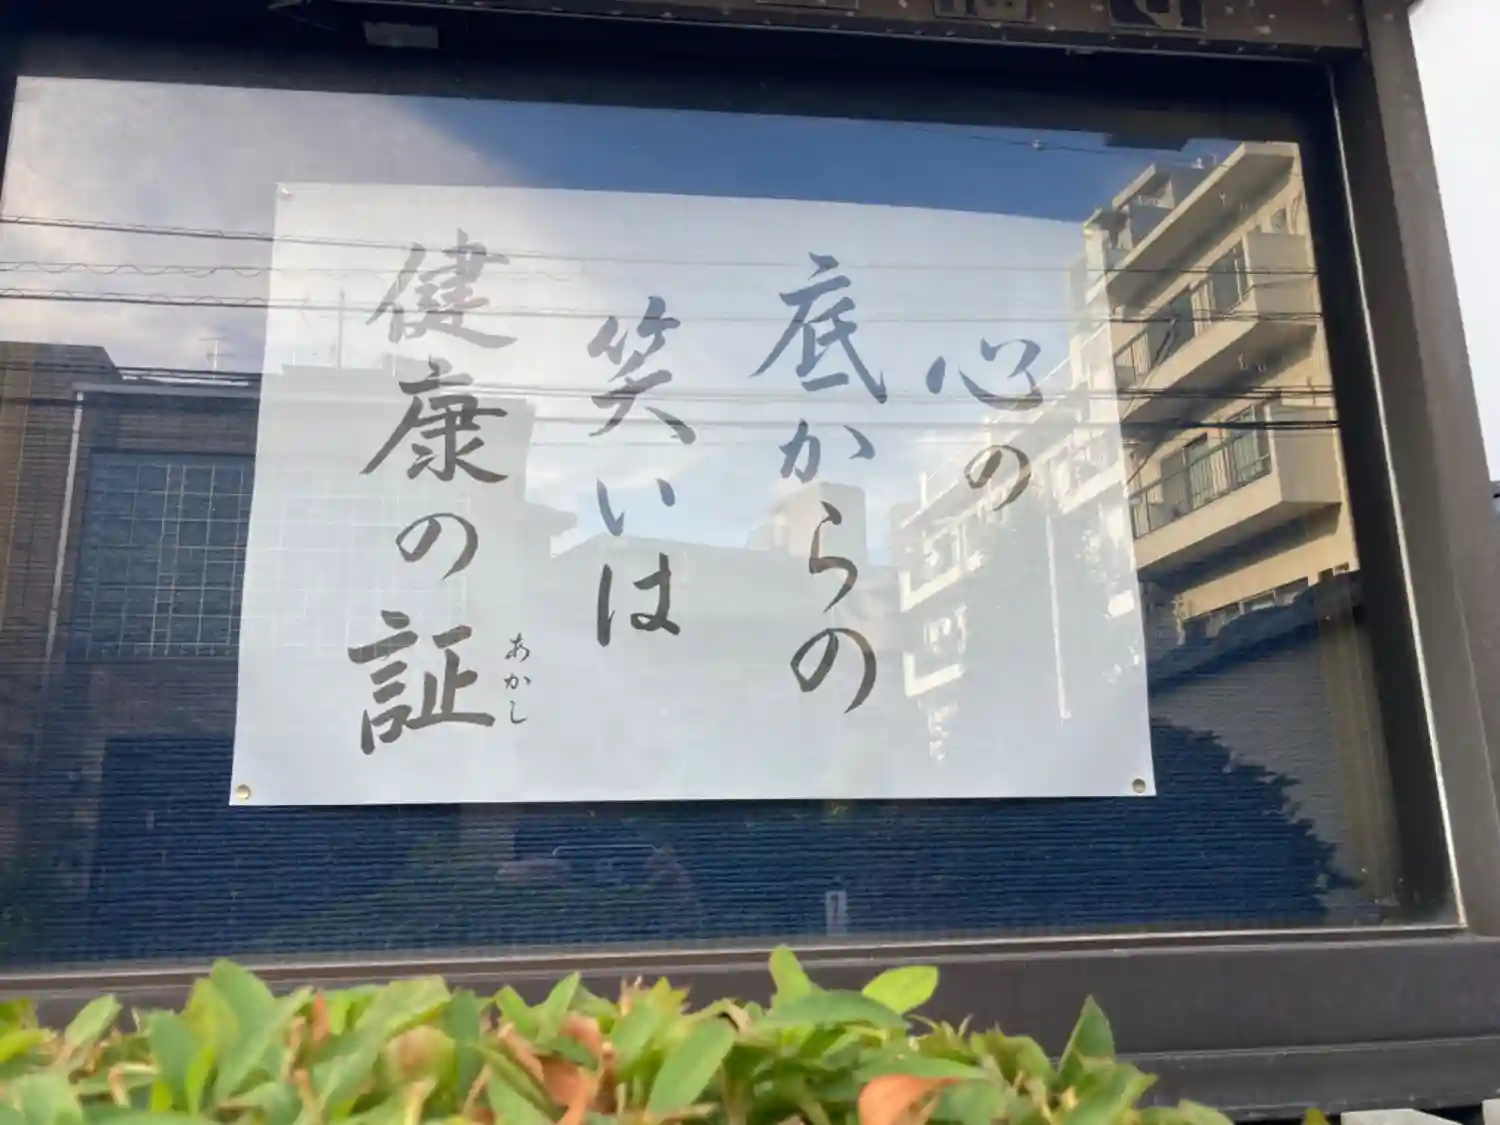 心の
底からの
笑いは
健康の証
あかし